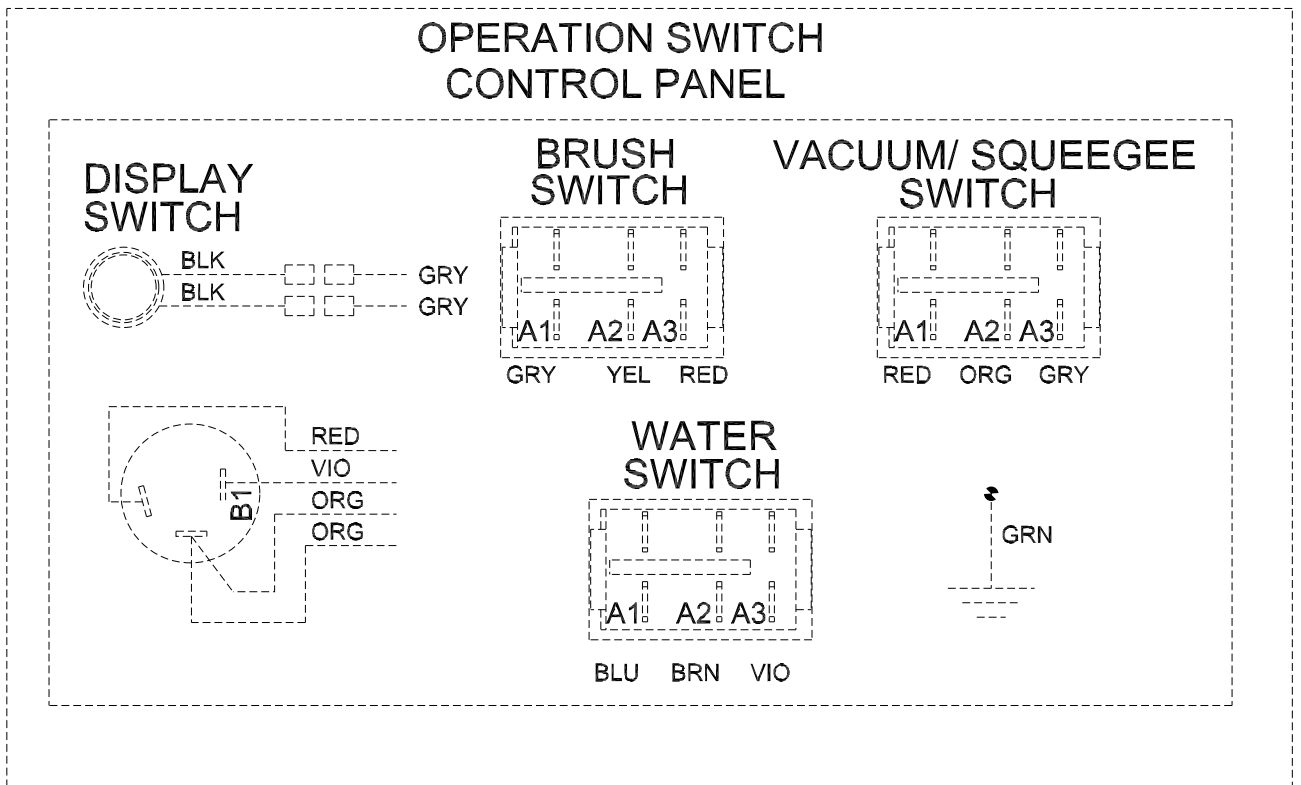 OPERATION SWITCH
CONTROL PANEL
DISPLAY
SWITCH
BLK
GRY
BLK
GRY
BRUSH
SWITCH
A1 A2 A3
GRY YEL RED
VACUUM/ SQUEEGEE
SWITCH
A1 A2 A3
RED ORG GRY
RED
VIO
ORG
ORG
B1
WATER
SWITCH
A1 A2 A3
BLU BRN VIO
GRN